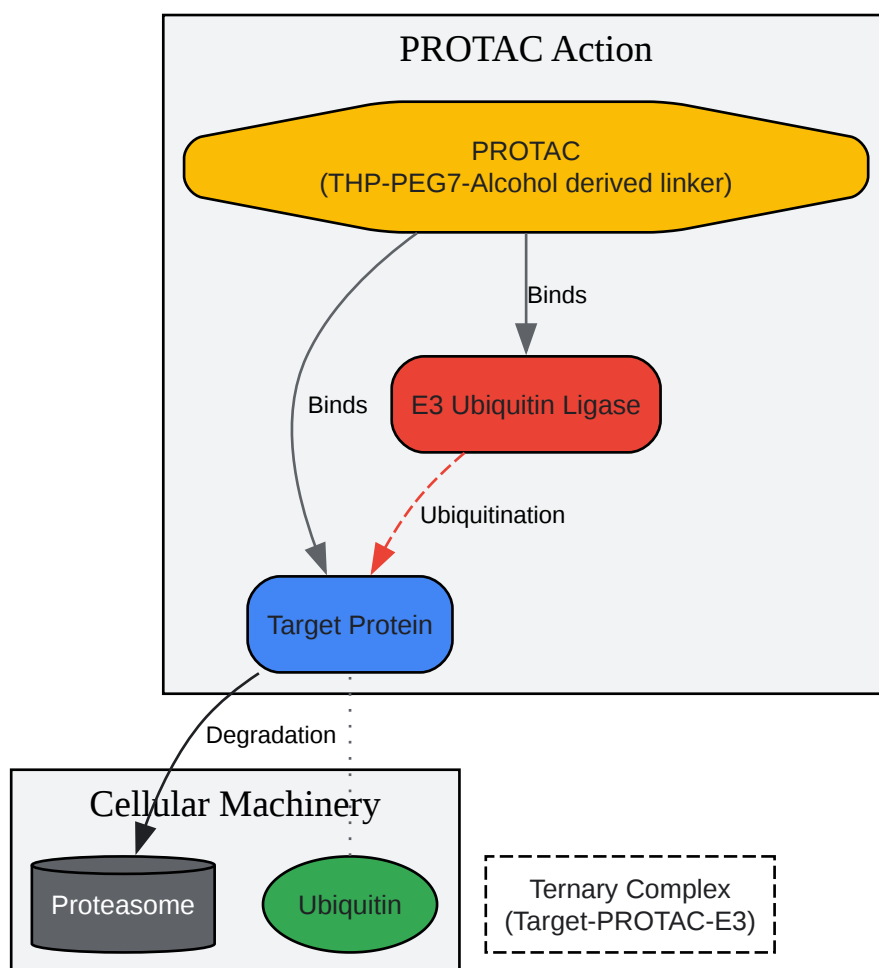 PROTAC Action
PROTAC
(THP-PEG7-Alcohol derived linker)
Binds
Binds
E3 Ubiquitin Ligase
Ubiquitination
Target Protein
Degradation
Cellular Machinery
Proteasome
Ubiquitin
Ternary Complex
(Target-PROTAC-E3)